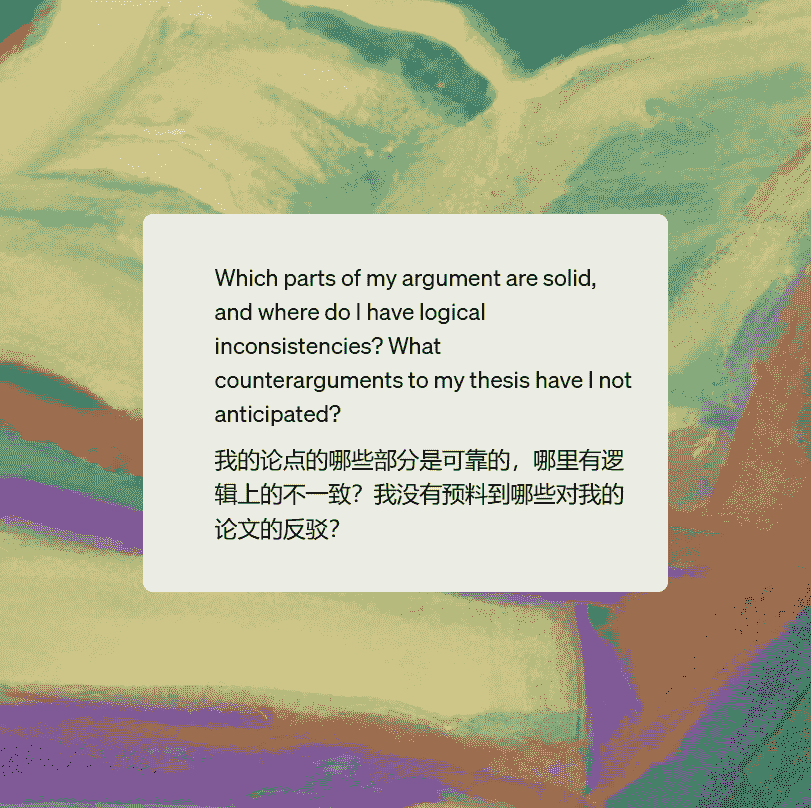 Which parts of my argument are solid,
and where do I have logical
inconsistencies? What
counterarguments to my thesis have I not
anticipated?
我的论点的哪些部分是可靠的，哪里有逻
辑上的不一致？我没有预料到哪些对我的
论文的反驳？